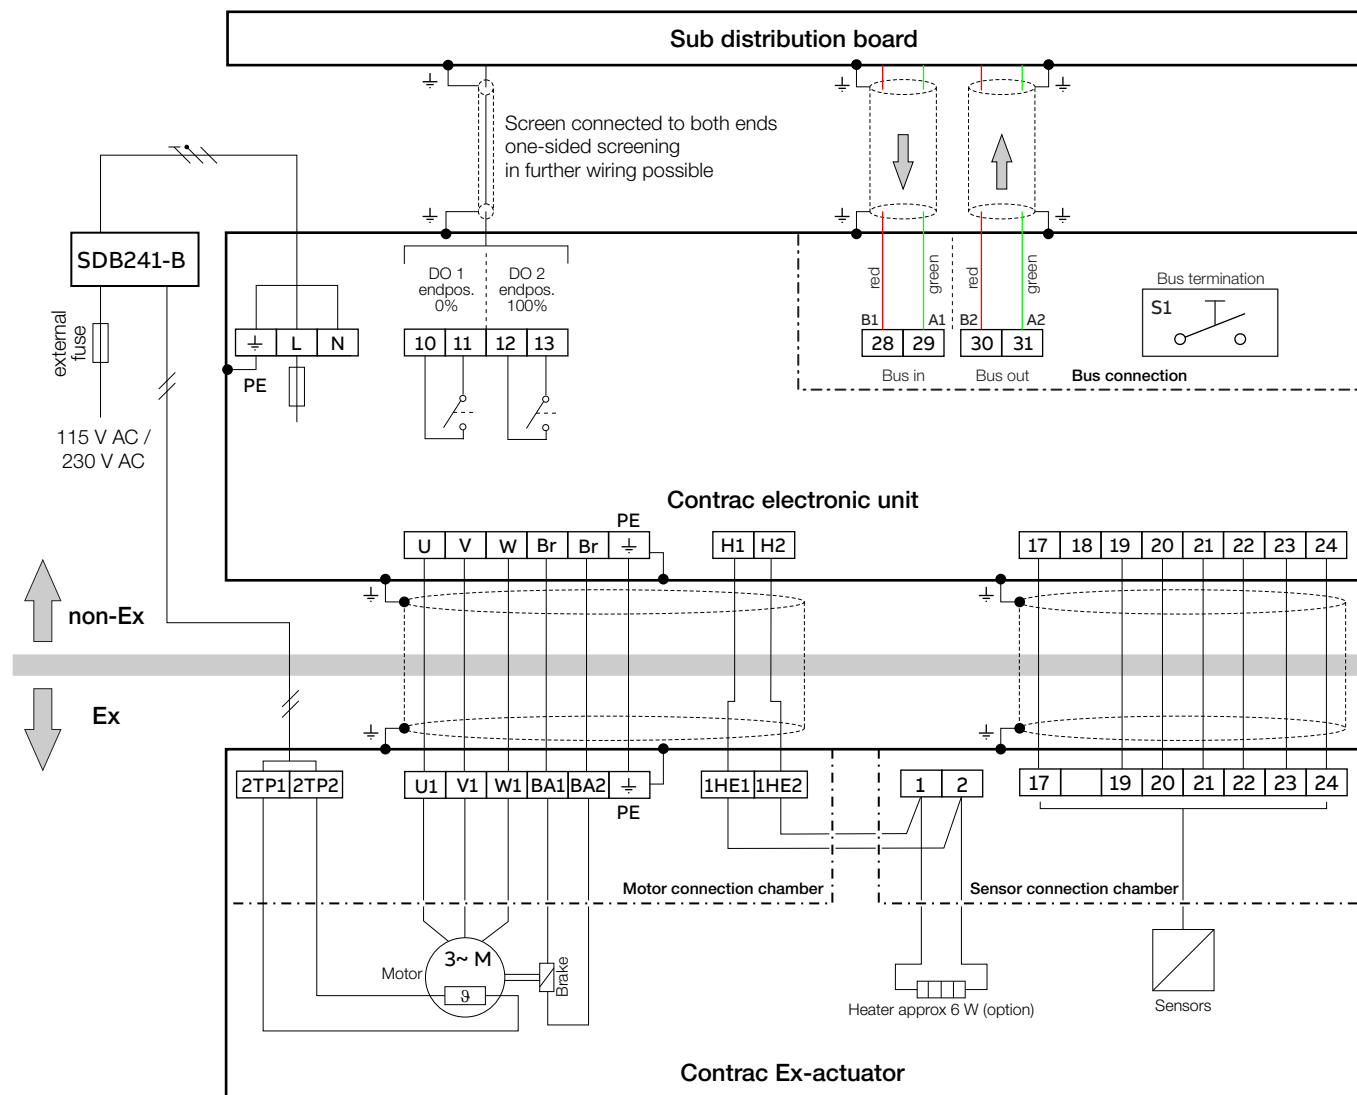 Sub distribution board
Screen connected to both ends
one-sided screening
in further wiring possible
SDB241-B
external
fuse
115 V AC /
230 V AC
L
N
PE
DO 1
endpos.
0%
DO 2
endpos.
100%
10
11
12
13
red
green
red
green
B1
A1
B2
A2
28
29
30
31
Bus in
Bus out
Bus connection
Bus termination
S1
Contrac electronic unit
PE
U
V
W
Br
Br
H1
H2
17
18
19
20
21
22
23
24
non-Ex
Ex
2TP1
2TP2
U1
V1
W1
BA1
BA2
PE
1HE1
1HE2
1
2
17
19
20
21
22
23
24
Motor connection chamber
Sensor connection chamber
3~ M
Motor
ϑ
Brake
Heater approx 6 W (option)
Sensors
Contrac Ex-actuator